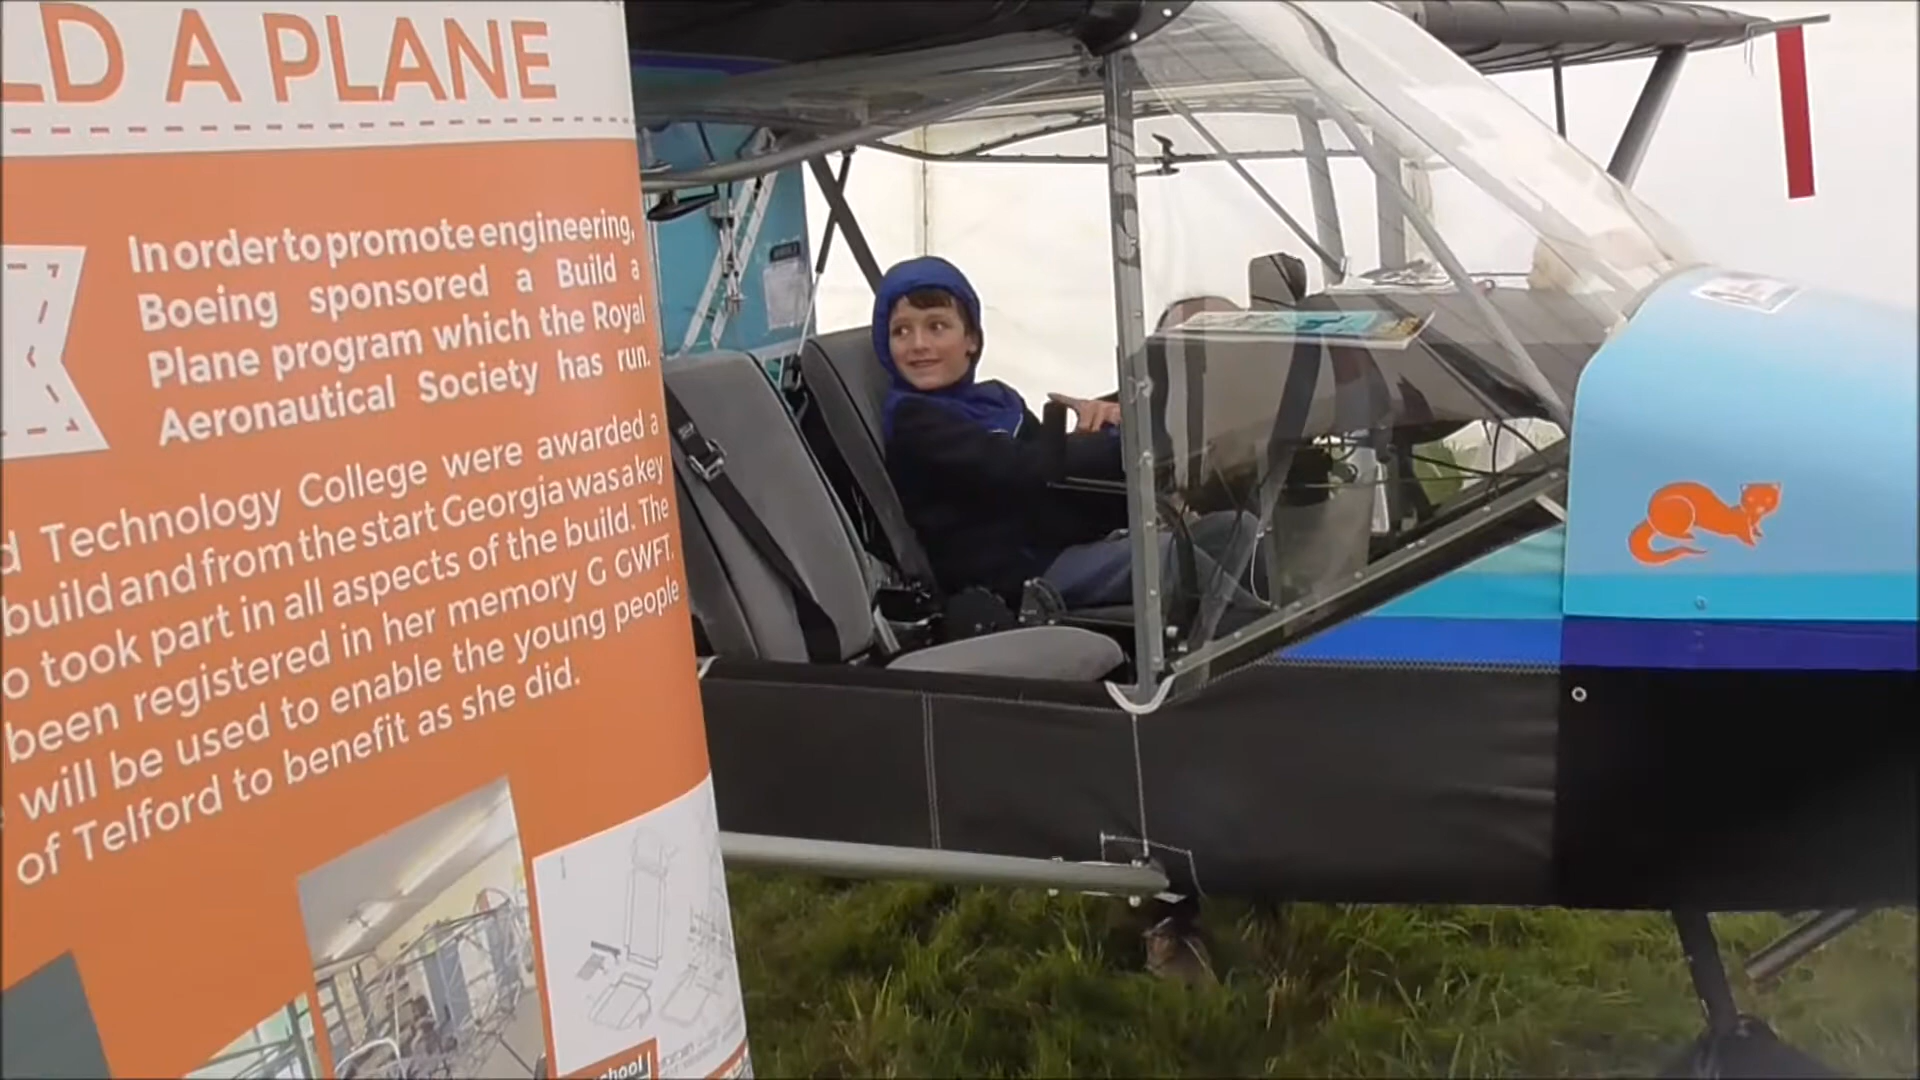 LD A PLANE
In order to promote engineering,
Boeing sponsored a Build a
Plane program which the Royal
Aeronautical Society has run.
d Technology College were awarded a
build and from the start Georgia was a key
o took part in all aspects of the build. The
been registered in her memory G GWFT.
will be used to enable the young people
of Telford to benefit as she did.
chool